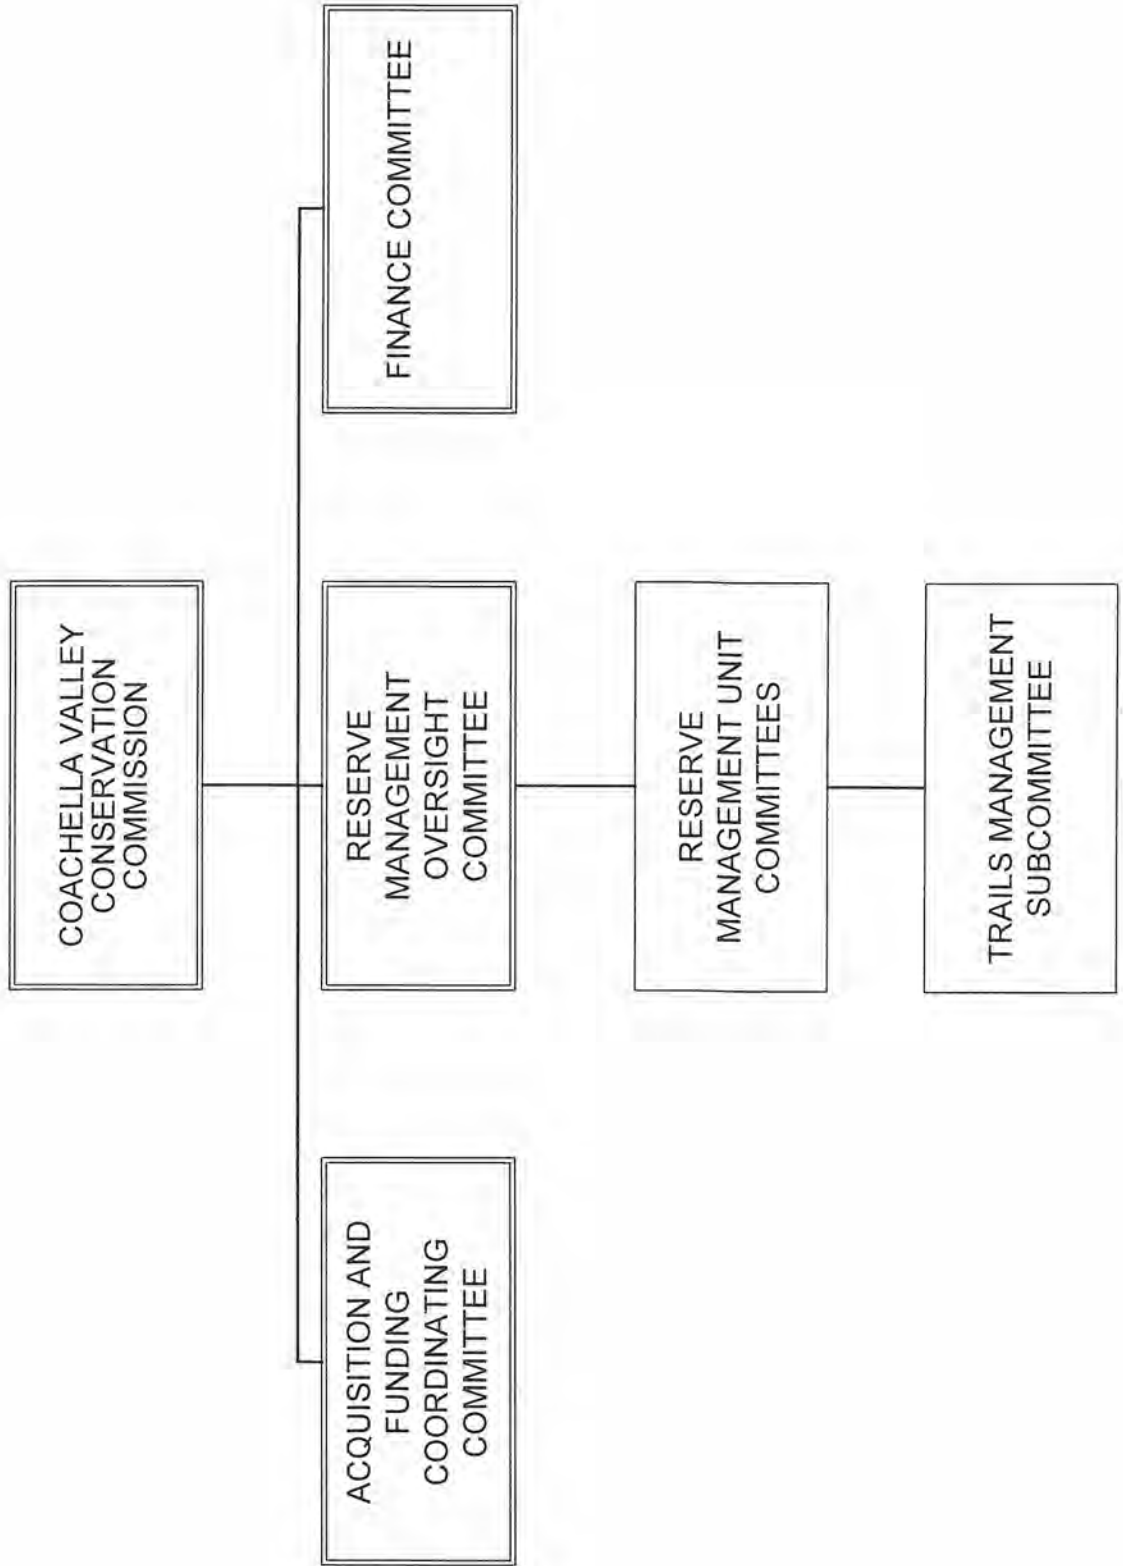 COACHELLA VALLEY
CONSERVATION
COMMISSION
ACQUISITION AND
FUNDING
COORDINATING
COMMITTEE
RESERVE
MANAGEMENT
OVERSIGHT
COMMITTEE
FINANCE COMMITTEE
RESERVE
MANAGEMENT UNIT
COMMITTEES
TRAILS MANAGEMENT
SUBCOMMITTEE